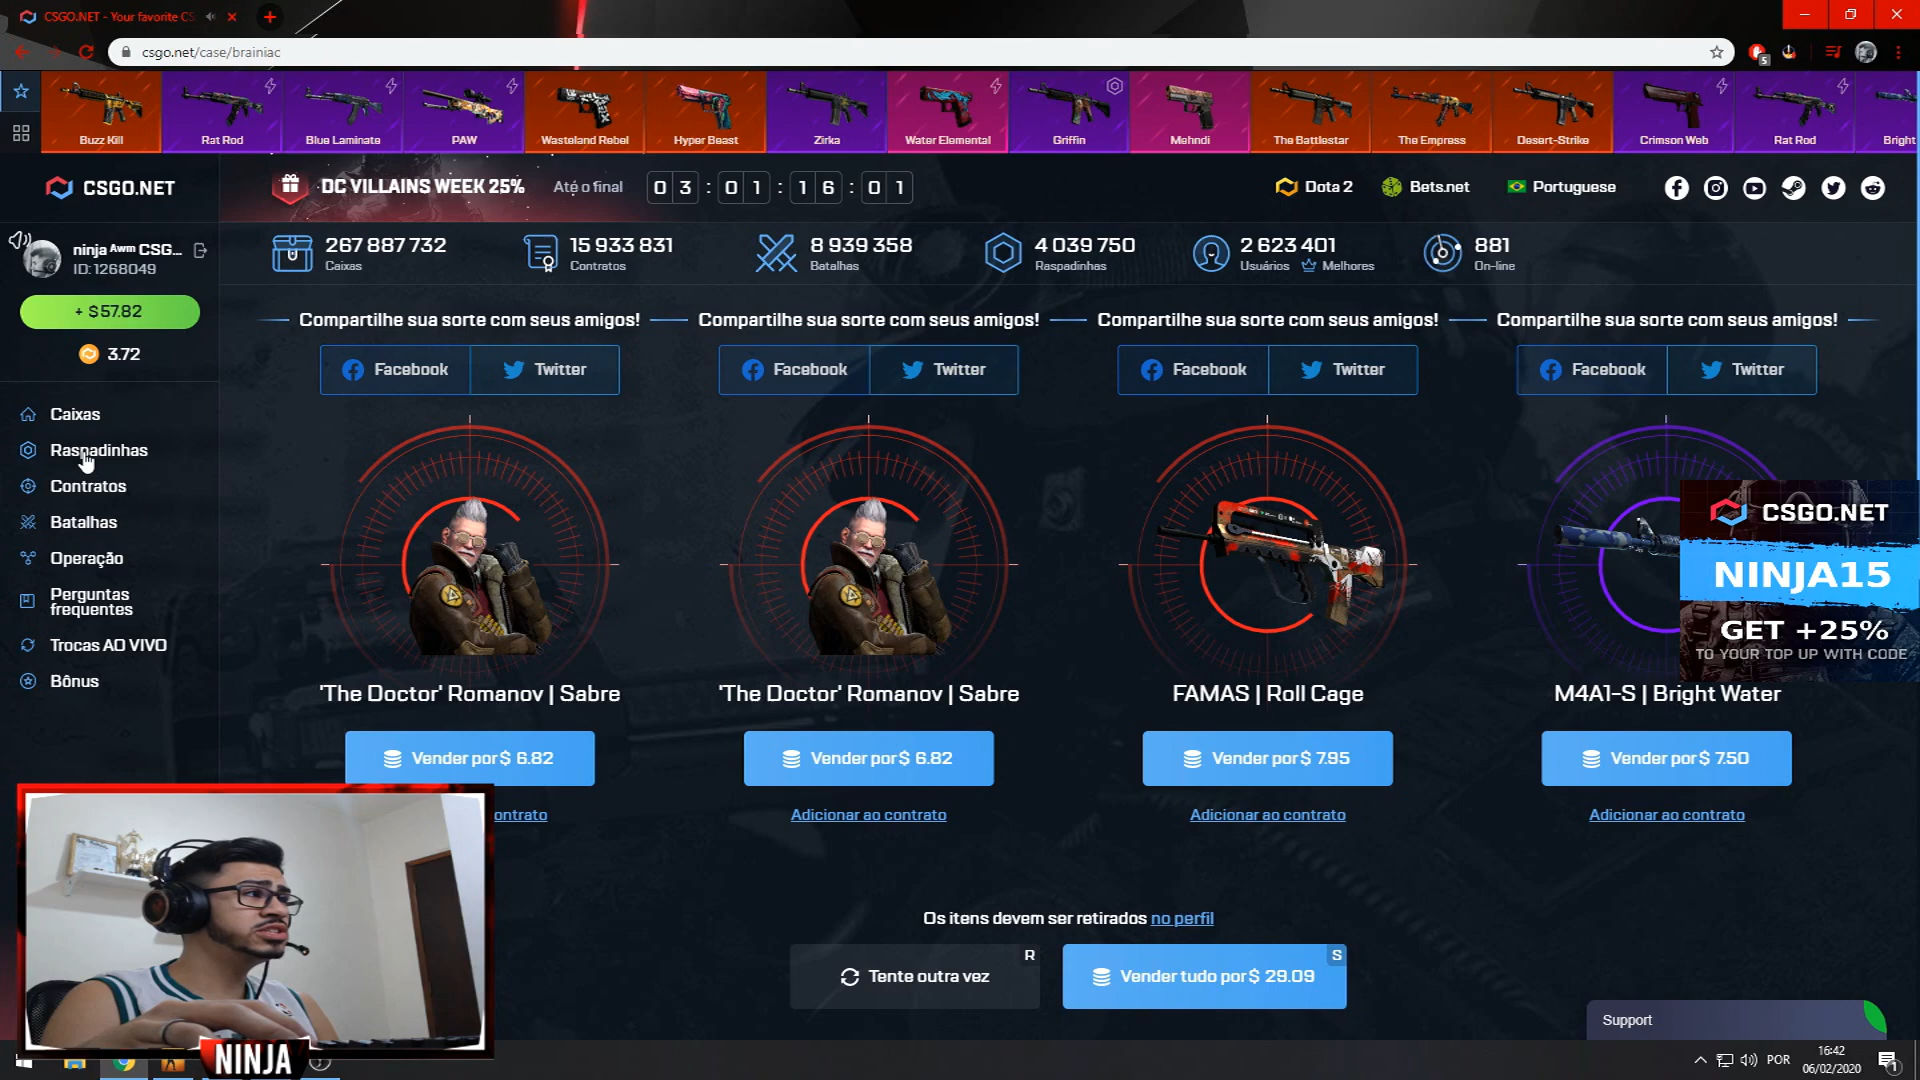 CSGO.NET - Your favorite CS
csgo.net/case/brainiac
Buzz Kill
Rat Rod
Blue Laminate
PAW
Wasteland Rebel
Hyper Beast
Zirka
Water Elemental
Griffin
Mehndi
The Battlestar
The Empress
Desert-Strike
Crimson Web
Rat Rod
Bright
CSGO.NET
DC VILLAINS WEEK 25%
Até o final
03:01:16:01
Dota 2
Bets.net
Portuguese
ninja ᴬʷᵐ CSG...
ID:1268049
+ $57.82
3.72
267 887 732
Caixas
15 933 831
Contratos
8 939 358
Batalhas
4 039 750
Raspadinhas
2 623 401
Usuários
Melhores
881
On-line
Caixas
Raspadinhas
Contratos
Batalhas
Operação
Perguntas
frequentes
Trocas AO VIVO
Bônus
Compartilhe sua sorte com seus amigos!
Compartilhe sua sorte com seus amigos!
Compartilhe sua sorte com seus amigos!
Compartilhe sua sorte com seus amigos!
Facebook
Twitter
Facebook
Twitter
Facebook
Twitter
Facebook
Twitter
'The Doctor' Romanov | Sabre
'The Doctor' Romanov | Sabre
FAMAS | Roll Cage
M4A1-S | Bright Water
Vender por $ 6.82
Vender por $ 6.82
Vender por $ 7.95
Vender por $ 7.50
ontrato
Adicionar ao contrato
Adicionar ao contrato
Adicionar ao contrato
CSGO.NET
NINJA15
GET +25%
TO YOUR TOP UP WITH CODE
Os itens devem ser retirados no perfil
Tente outra vez
R
Vender tudo por $ 29.09
S
Support
NINJA
5
POR
16:42
06/02/2020
1